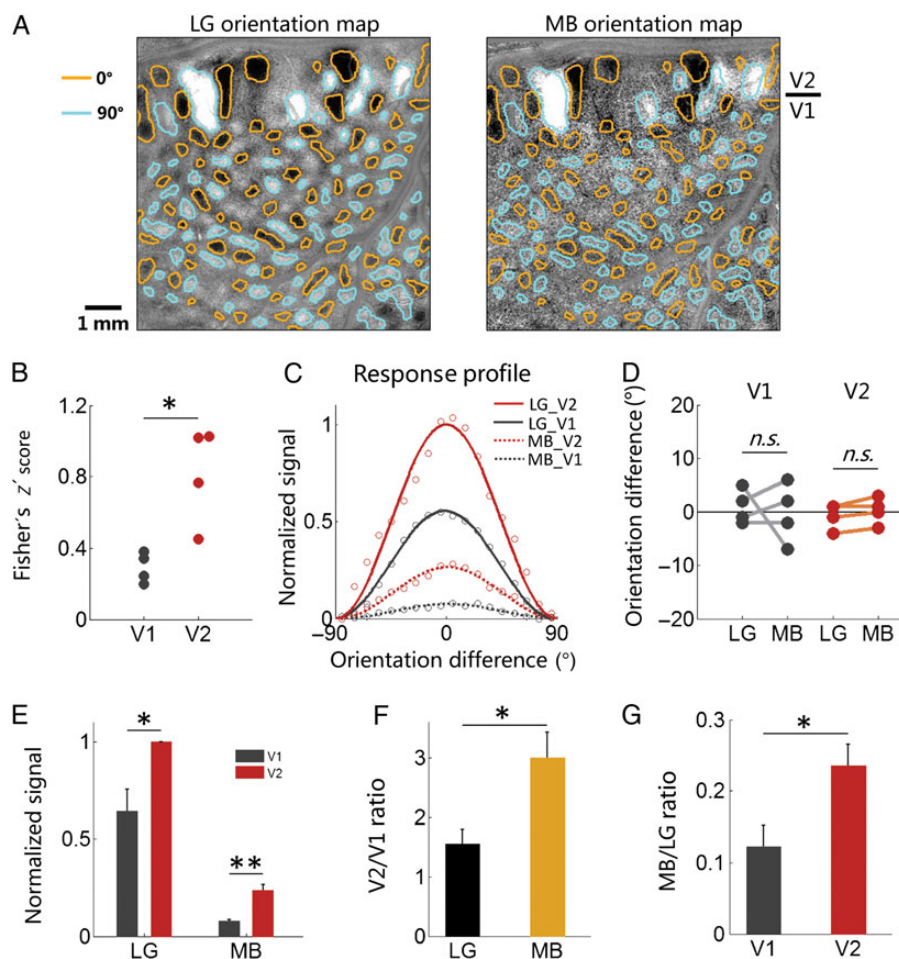 A
LG orientation map
MB orientation map
0°
90°
V2
V1
1 mm
B
Fisher's z′ score
1.2
0.8
0.4
0
*
V1
V2
C
Response profile
Normalized signal
1
0.5
0
LG_V2
LG_V1
MB_V2
MB_V1
–90
0
90
Orientation difference (°)
D
V1
V2
Orientation difference (°)
20
10
0
–10
–20
n.s.
n.s.
LG
MB
LG
MB
E
Normalized signal
1
0.5
0
*
**
V1
V2
LG
MB
F
V2/V1 ratio
3
2
1
0
*
LG
MB
G
MB/LG ratio
0.3
0.2
0.1
0
*
V1
V2